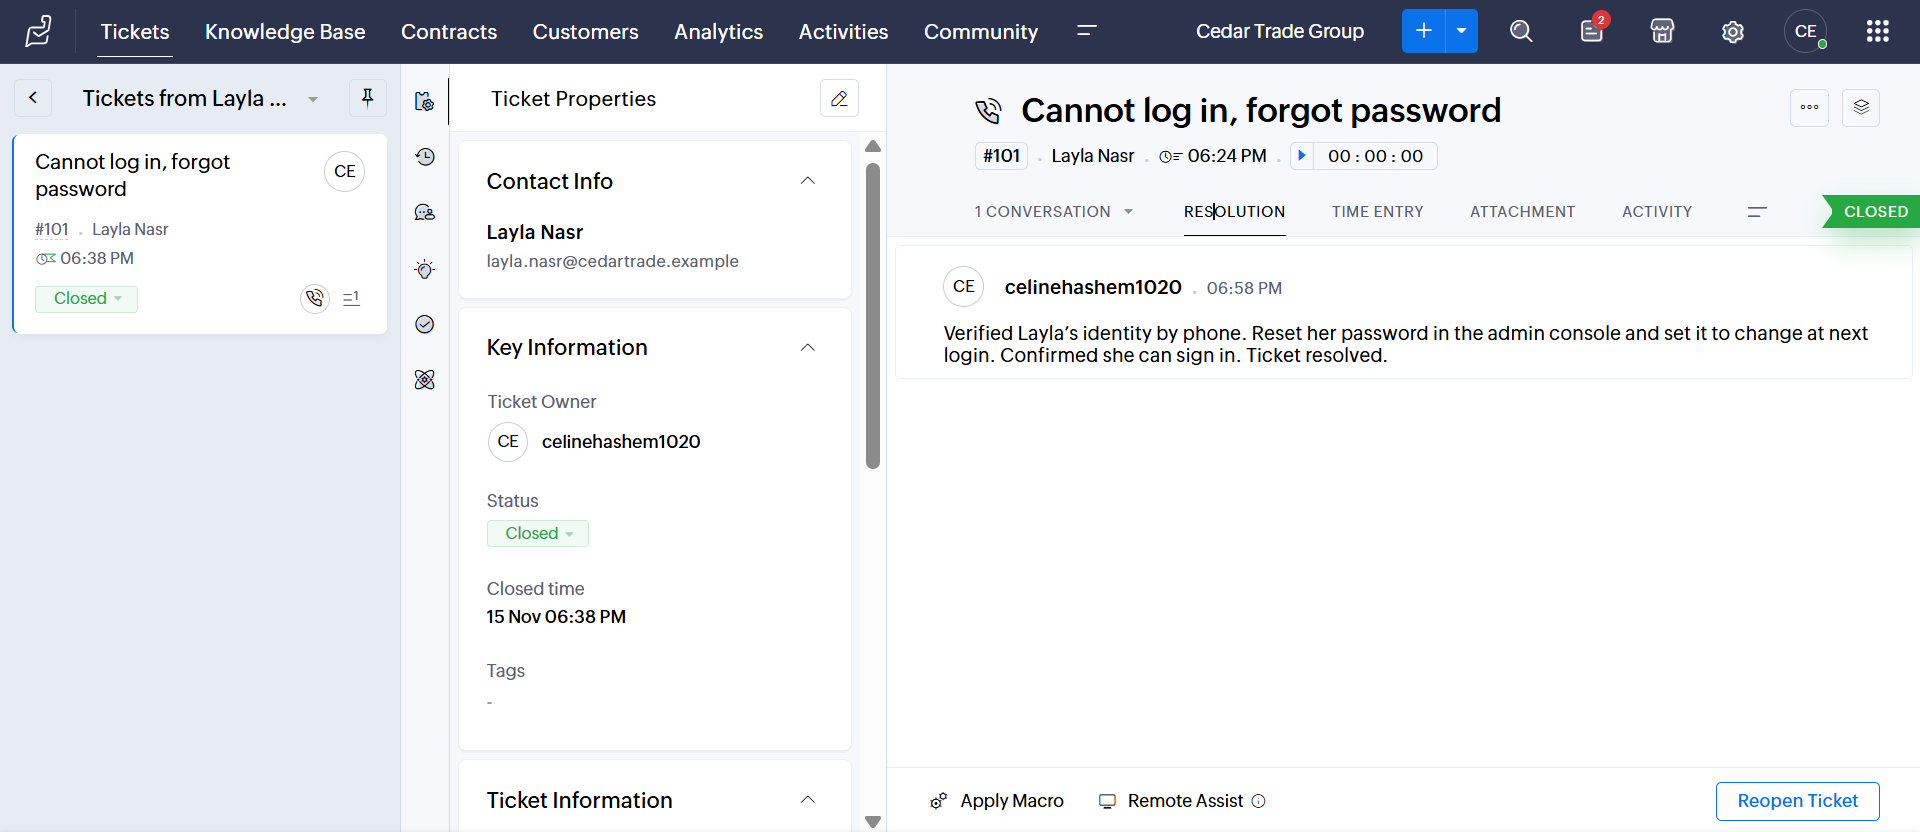 Tickets Knowledge Base Contracts Customers Analytics Activities Community Cedar Trade Group 2 CE
Tickets from Layla ...
Cannot log in, forgot
password
CE
#101 . Layla Nasr
06:38 PM
Closed
1
Ticket Properties
Contact Info
Layla Nasr
layla.nasr@cedartrade.example
Key Information
Ticket Owner
CE celinehashem1020
Status
Closed
Closed time
15 Nov 06:38 PM
Tags
-
Ticket Information
Cannot log in, forgot password
#101 . Layla Nasr . 06:24 PM . 00 : 00 : 00
1 CONVERSATION RESOLUTION TIME ENTRY ATTACHMENT ACTIVITY CLOSED
CE celinehashem1020 . 06:58 PM
Verified Layla’s identity by phone. Reset her password in the admin console and set it to change at next
login. Confirmed she can sign in. Ticket resolved.
Apply Macro Remote Assist Reopen Ticket